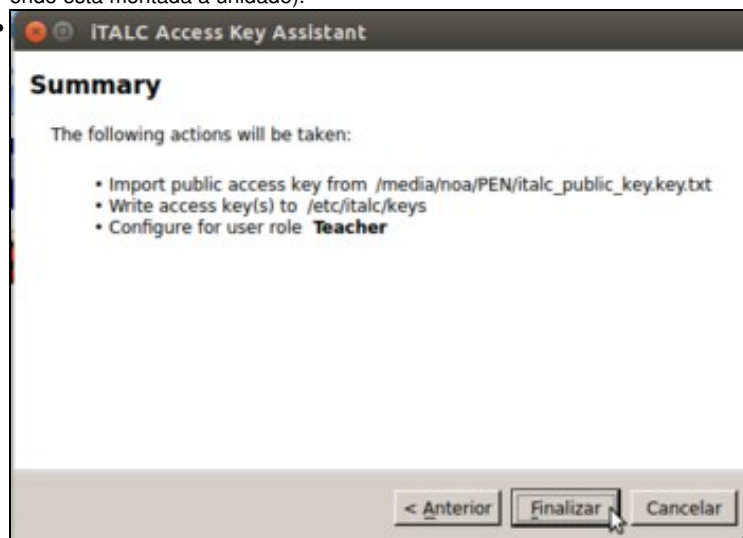 onde está montada a unidade).
iTALC Access Key Assistant
Summary
The following actions will be taken:
• Import public access key from /media/noa/PEN/italc_public_key.key.txt
• Write access key(s) to /etc/italc/keys
• Configure for user role Teacher
< Anterior Finalizar Cancelar